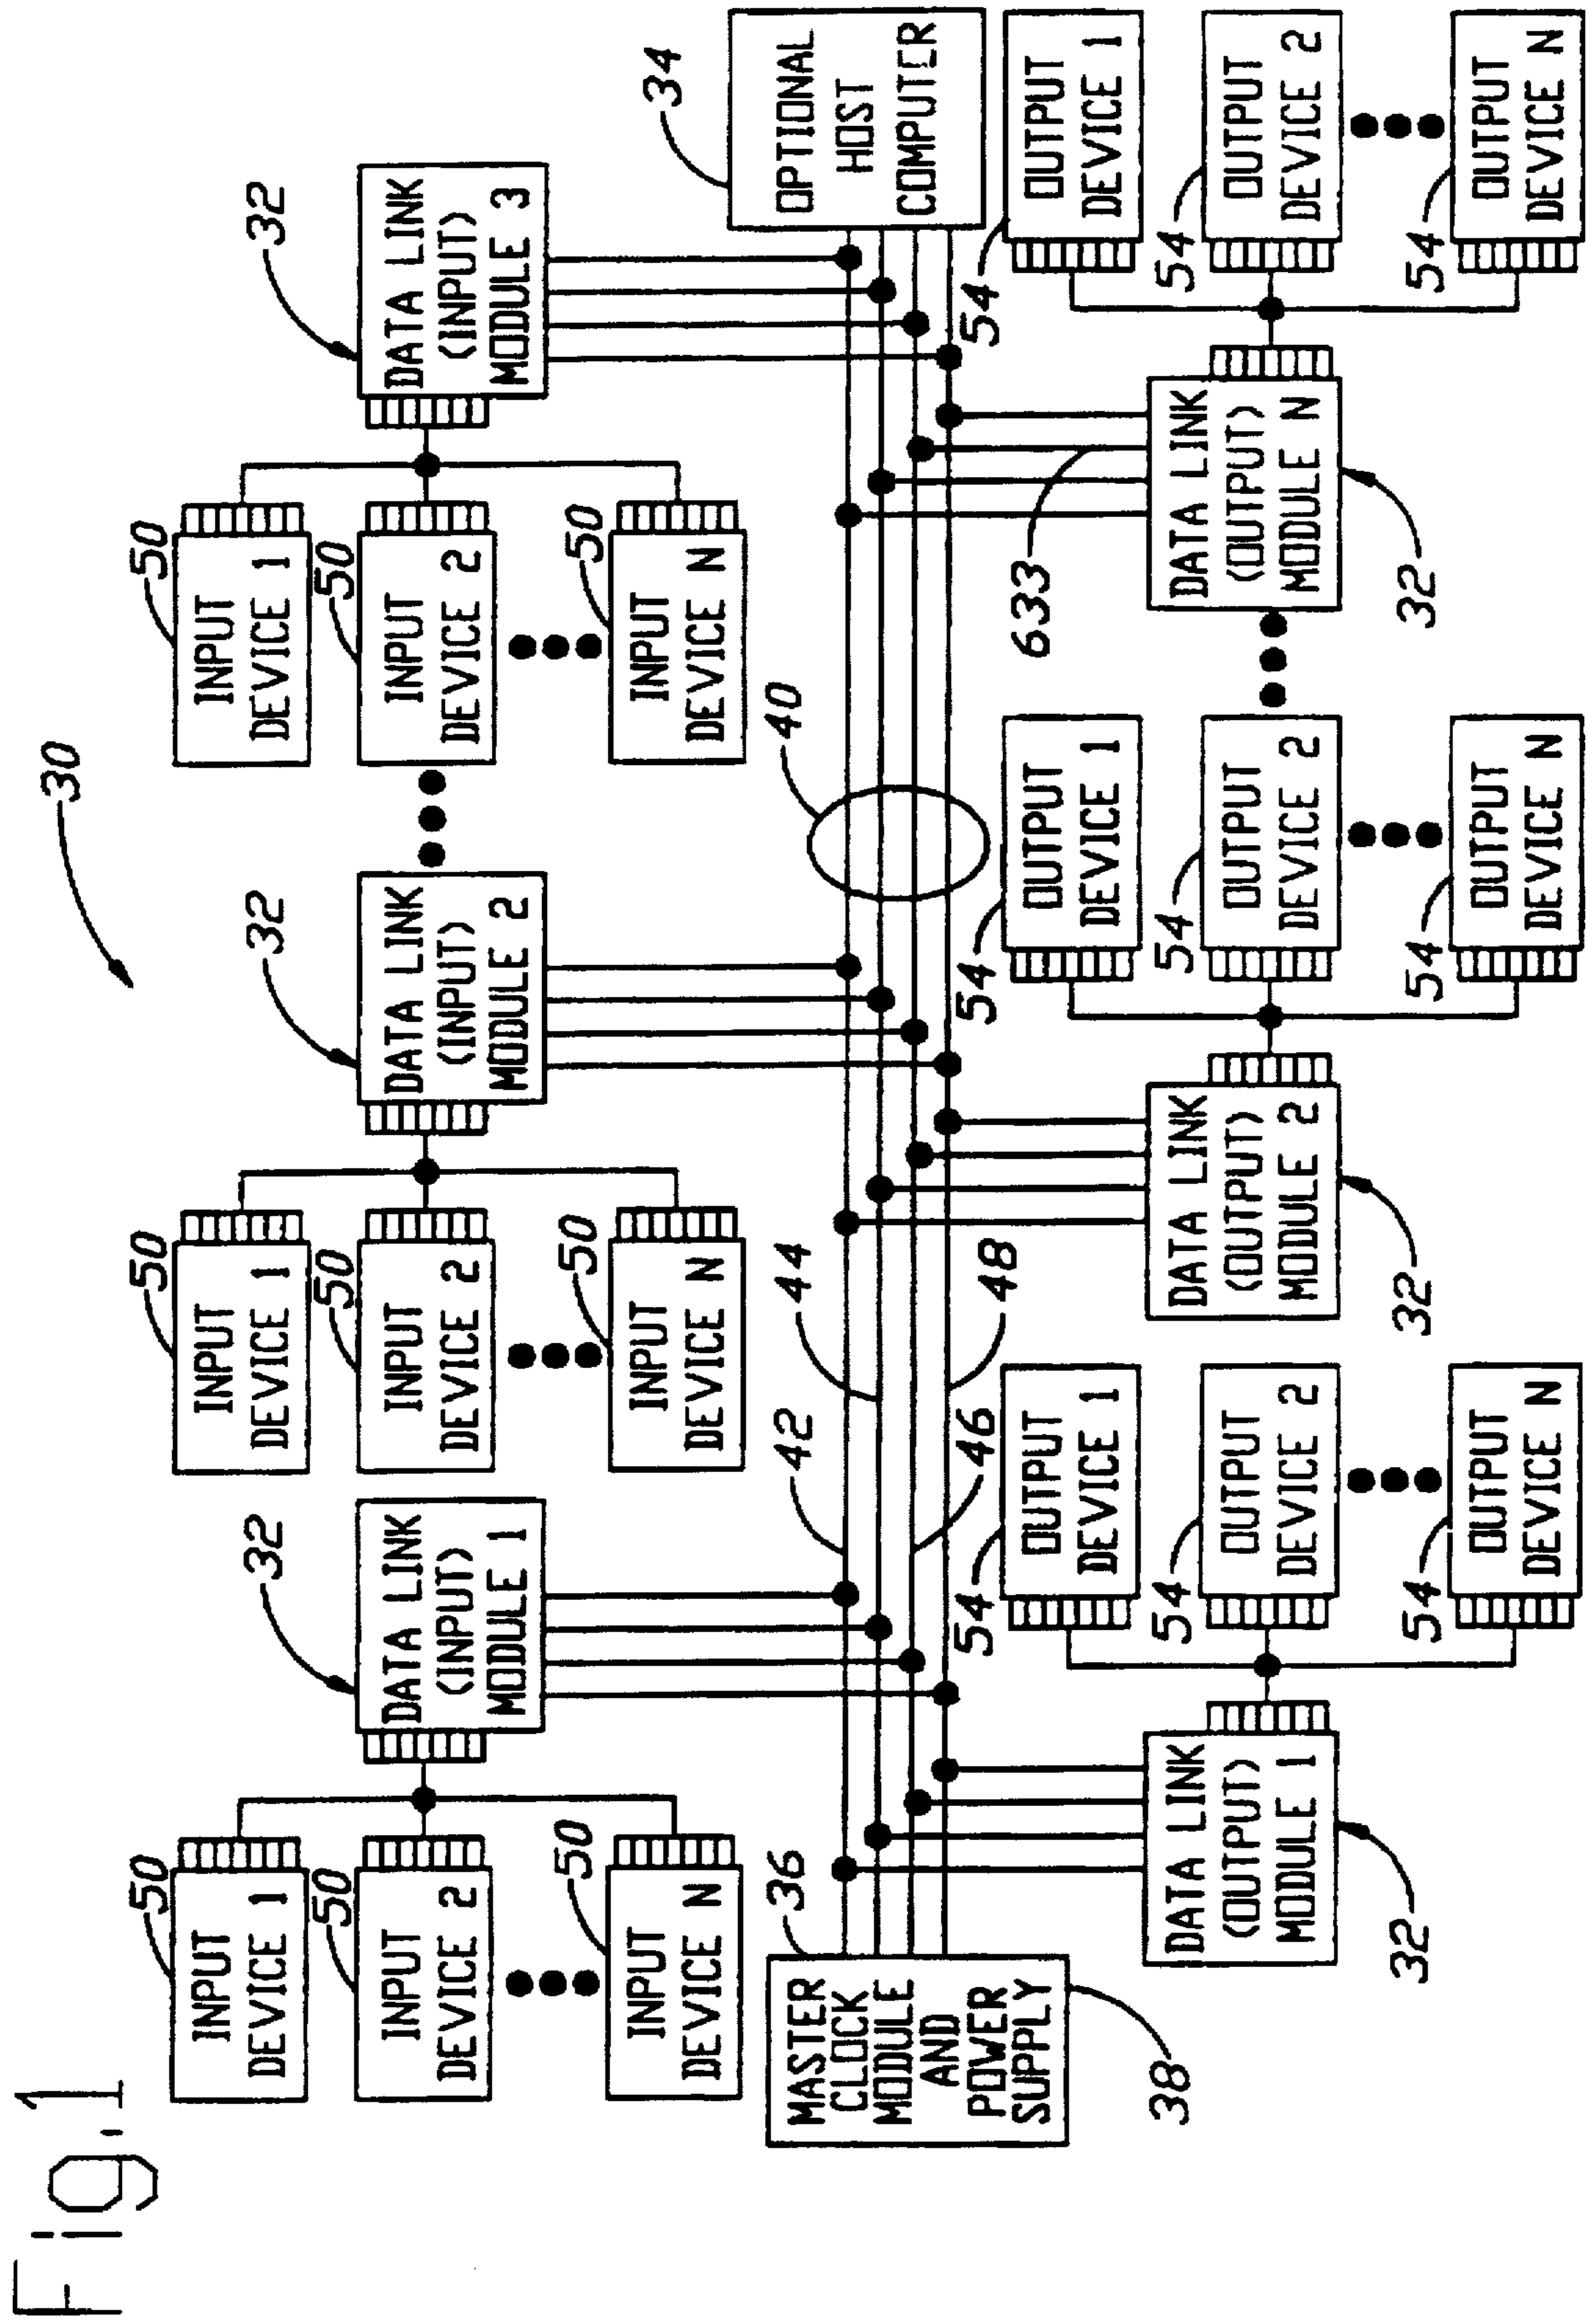 Fig.1
30
32
32
32
DATA LINK
(INPUT)
MODULE 1
DATA LINK
(INPUT)
MODULE 2
DATA LINK
(INPUT)
MODULE 3
50
INPUT
DEVICE 1
50
INPUT
DEVICE 2
50
INPUT
DEVICE N
50
INPUT
DEVICE 1
50
INPUT
DEVICE 2
50
INPUT
DEVICE N
50
INPUT
DEVICE 1
50
INPUT
DEVICE 2
50
INPUT
DEVICE N
36
MASTER
CLOCK
MODULE
AND
POWER
SUPPLY
38
42
44
46
48
40
34
OPTIONAL
HOST
COMPUTER
633
DATA LINK
(OUTPUT)
MODULE 1
32
DATA LINK
(OUTPUT)
MODULE 2
32
DATA LINK
(OUTPUT)
MODULE N
32
54
OUTPUT
DEVICE 1
54
OUTPUT
DEVICE 2
54
OUTPUT
DEVICE N
54
OUTPUT
DEVICE 1
54
OUTPUT
DEVICE 2
54
OUTPUT
DEVICE N
54
OUTPUT
DEVICE 1
54
OUTPUT
DEVICE 2
54
OUTPUT
DEVICE N